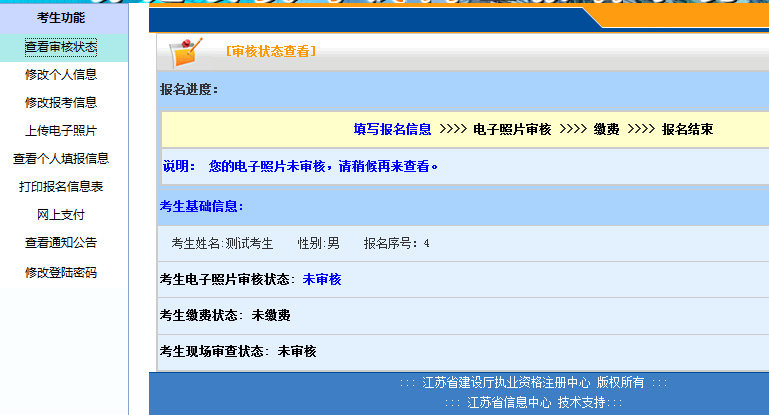 考生功能
查看审核状态
修改个人信息
修改报考信息
上传电子照片
查看个人填报信息
打印报名信息表
网上支付
查看通知公告
修改登陆密码
[审核状态查看]
报名进度：
填写报名信息 >>>> 电子照片审核 >>>> 缴费 >>>> 报名结束
说明： 您的电子照片未审核，请稍候再来查看。
考生基础信息：
考生姓名:测试考生 性别:男 报名序号：4
考生电子照片审核状态: 未审核
考生缴费状态: 未缴费
考生现场审查状态: 未审核
::: 江苏省建设厅执业资格注册中心 版权所有 :::
::: 江苏省信息中心 技术支持:::